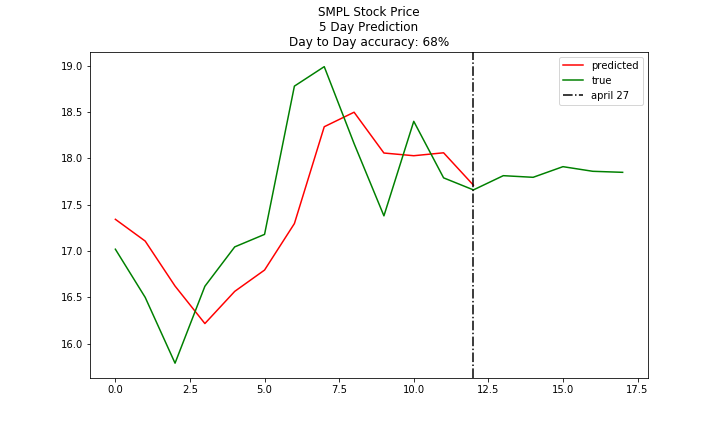 SMPL Stock Price
5 Day Prediction
Day to Day accuracy: 68%
predicted
true
april 27
19.0
18.5
18.0
17.5
17.0
16.5
16.0
0.0 2.5 5.0 7.5 10.0 12.5 15.0 17.5